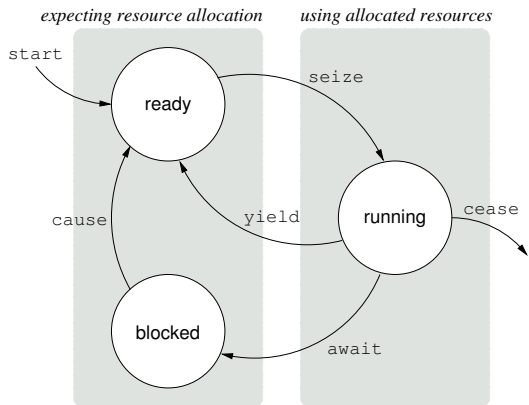 expecting resource allocation
using allocated resources
start
ready
seize
cause
yield
running
cease
blocked
await